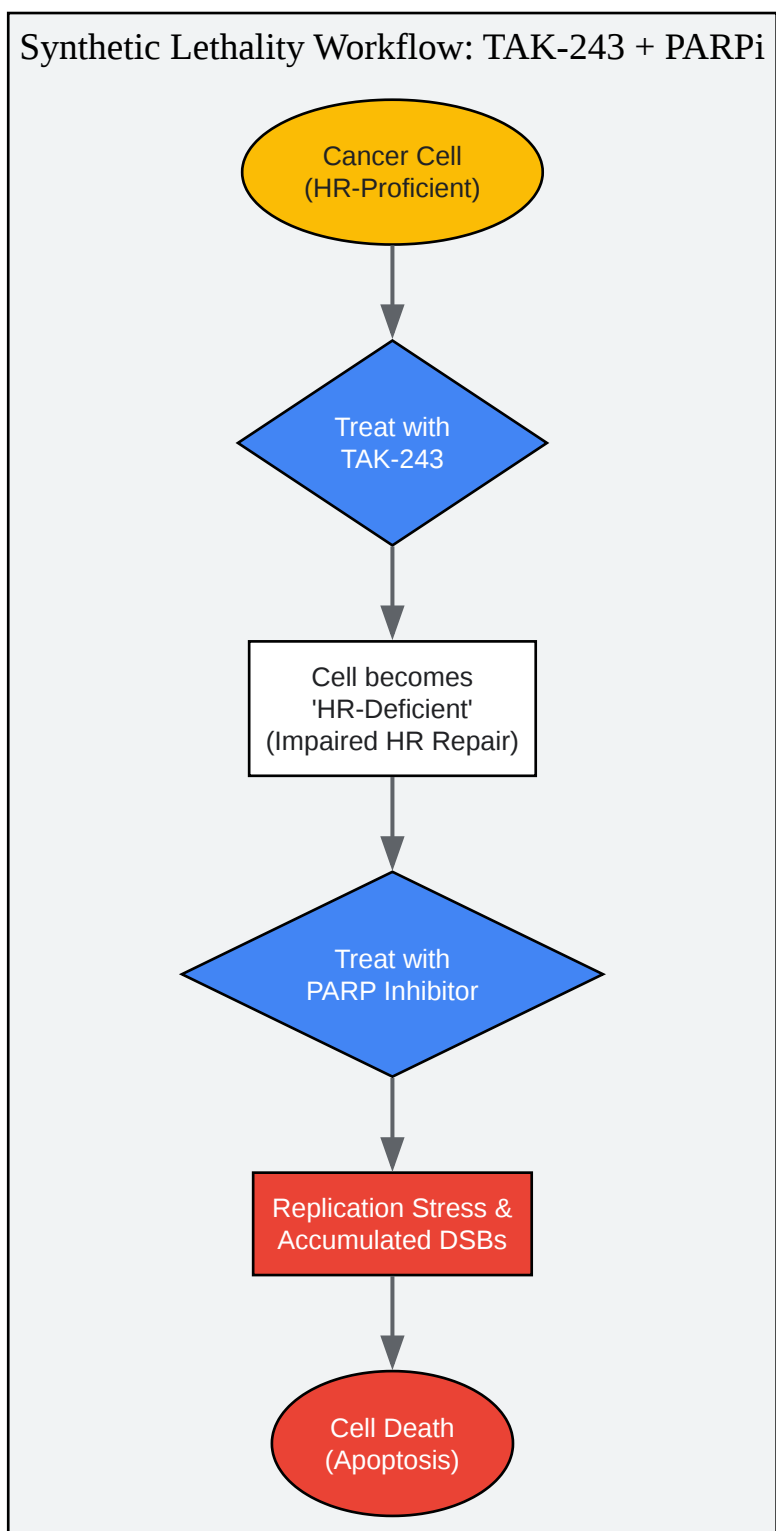 Synthetic Lethality Workflow: TAK-243 + PARPi
Cancer Cell
(HR-Proficient)
Treat with
TAK-243
Cell becomes
'HR-Deficient'
(Impaired HR Repair)
Treat with
PARP Inhibitor
Replication Stress &
Accumulated DSBs
Cell Death
(Apoptosis)